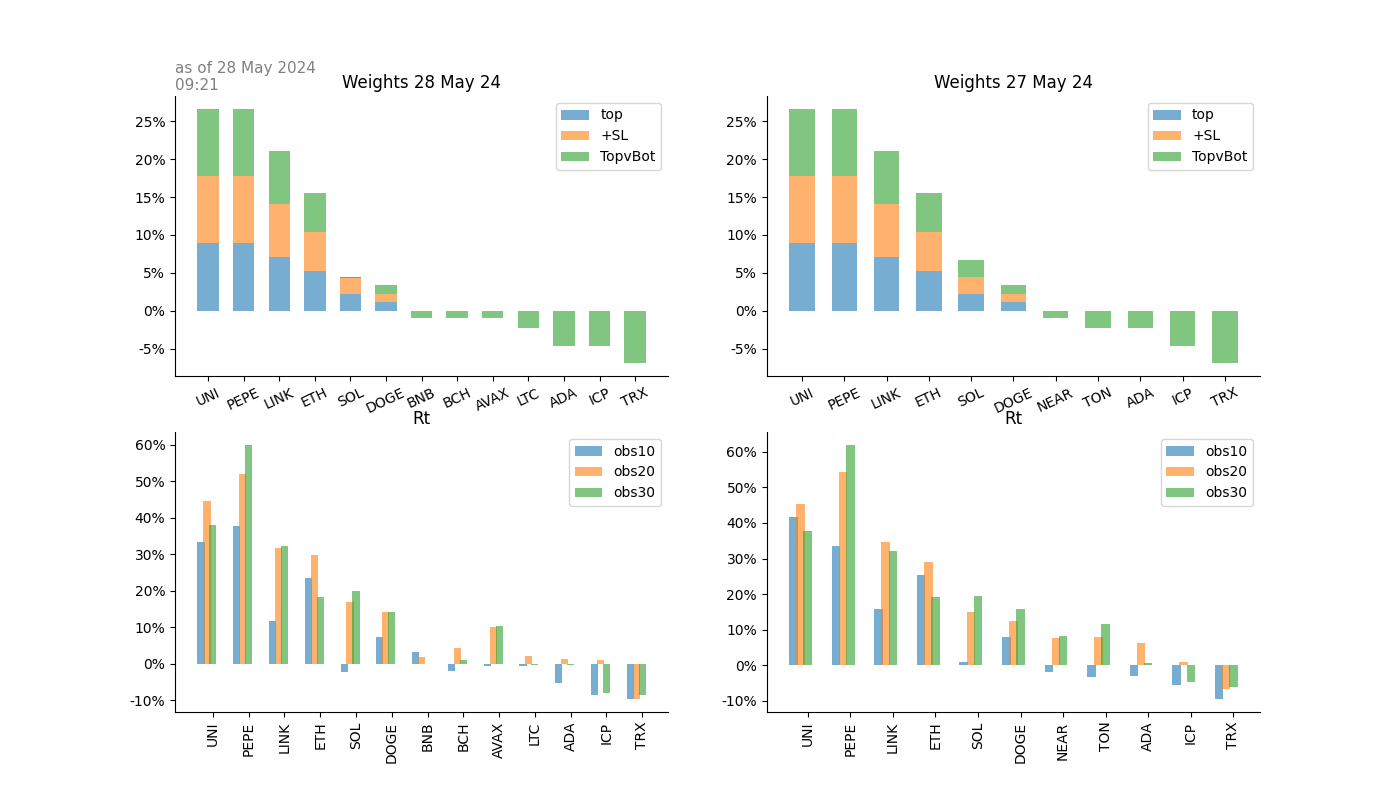 as of 28 May 2024
09:21
Weights 28 May 24
25%
20%
15%
10%
5%
0%
-5%
top
+SL
TopvBot
UNI PEPE LINK ETH SOL DOGE BNB BCH AVAX LTC ADA ICP TRX
Weights 27 May 24
25%
20%
15%
10%
5%
0%
-5%
top
+SL
TopvBot
UNI PEPE LINK ETH SOL DOGE NEAR TON ADA ICP TRX
Rt
60%
50%
40%
30%
20%
10%
0%
-10%
obs10
obs20
obs30
UNI PEPE LINK ETH SOL DOGE BNB BCH AVAX LTC ADA ICP TRX
Rt
60%
50%
40%
30%
20%
10%
0%
-10%
obs10
obs20
obs30
UNI PEPE LINK ETH SOL DOGE NEAR TON ADA ICP TRX